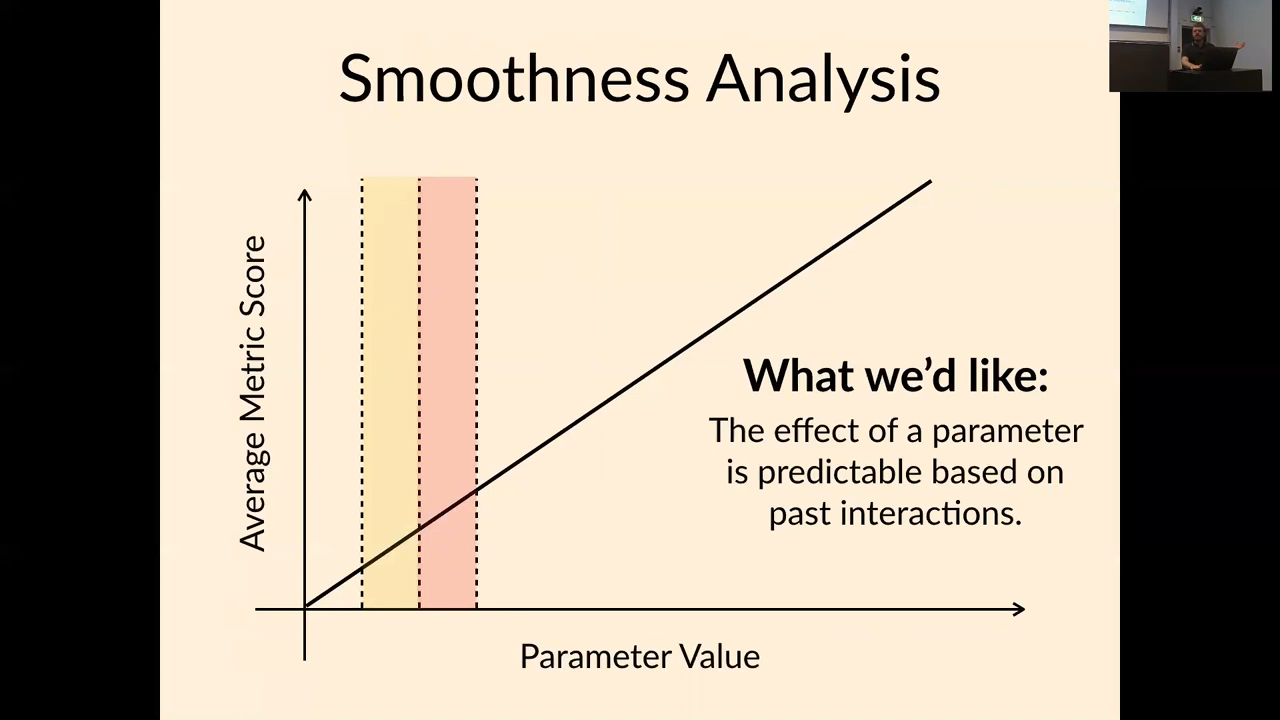 Smoothness Analysis
Average Metric Score
What we'd like:
The effect of a parameter
is predictable based on
past interactions.
Parameter Value